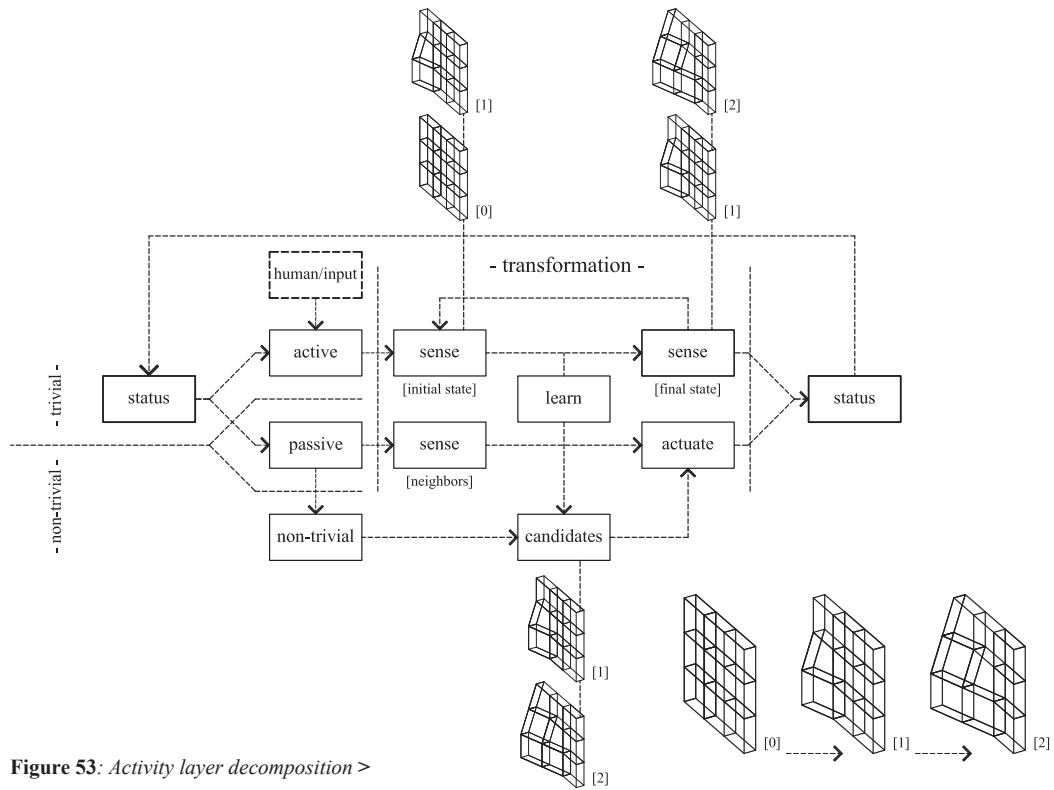 [1]
[2]
[0]
[1]
human/input
- transformation -
active
sense
sense
[initial state]
[final state]
status
learn
status
- trivial -
passive
sense
actuate
[neighbors]
- non-trivial -
non-trivial
candidates
[1]
[0]
[1]
[2]
[2]
Figure 53: Activity layer decomposition >